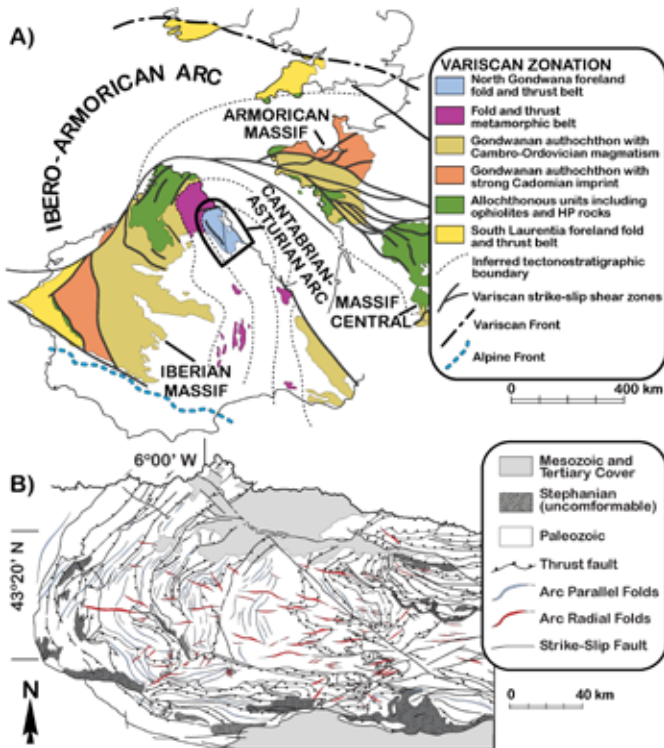 A)
IBERO-ARMORICAN ARC
ARMORICAN
MASSIF
CANTABRIAN-
ASTURIAN ARC
MASSIF
CENTRAL
IBERIAN
MASSIF
VARISCAN ZONATION
North Gondwana foreland
fold and thrust belt
Fold and thrust
metamorphic belt
Gondwanan authochthon with
Cambro-Ordovician magmatism
Gondwanan authochthon with
strong Cadomian imprint
Allochthonous units including
ophiolites and HP rocks
South Laurentia foreland fold
and thrust belt
Inferred tectonostratigraphic
boundary
Variscan strike-slip shear zones
Variscan Front
Alpine Front
0 400 km
B)
6°00' W
43°20' N
N
Mesozoic and
Tertiary Cover
Stephanian
(uncomformable)
Paleozoic
Thrust fault
Arc Parallel Folds
Arc Radial Folds
Strike-Slip Fault
0 40 km